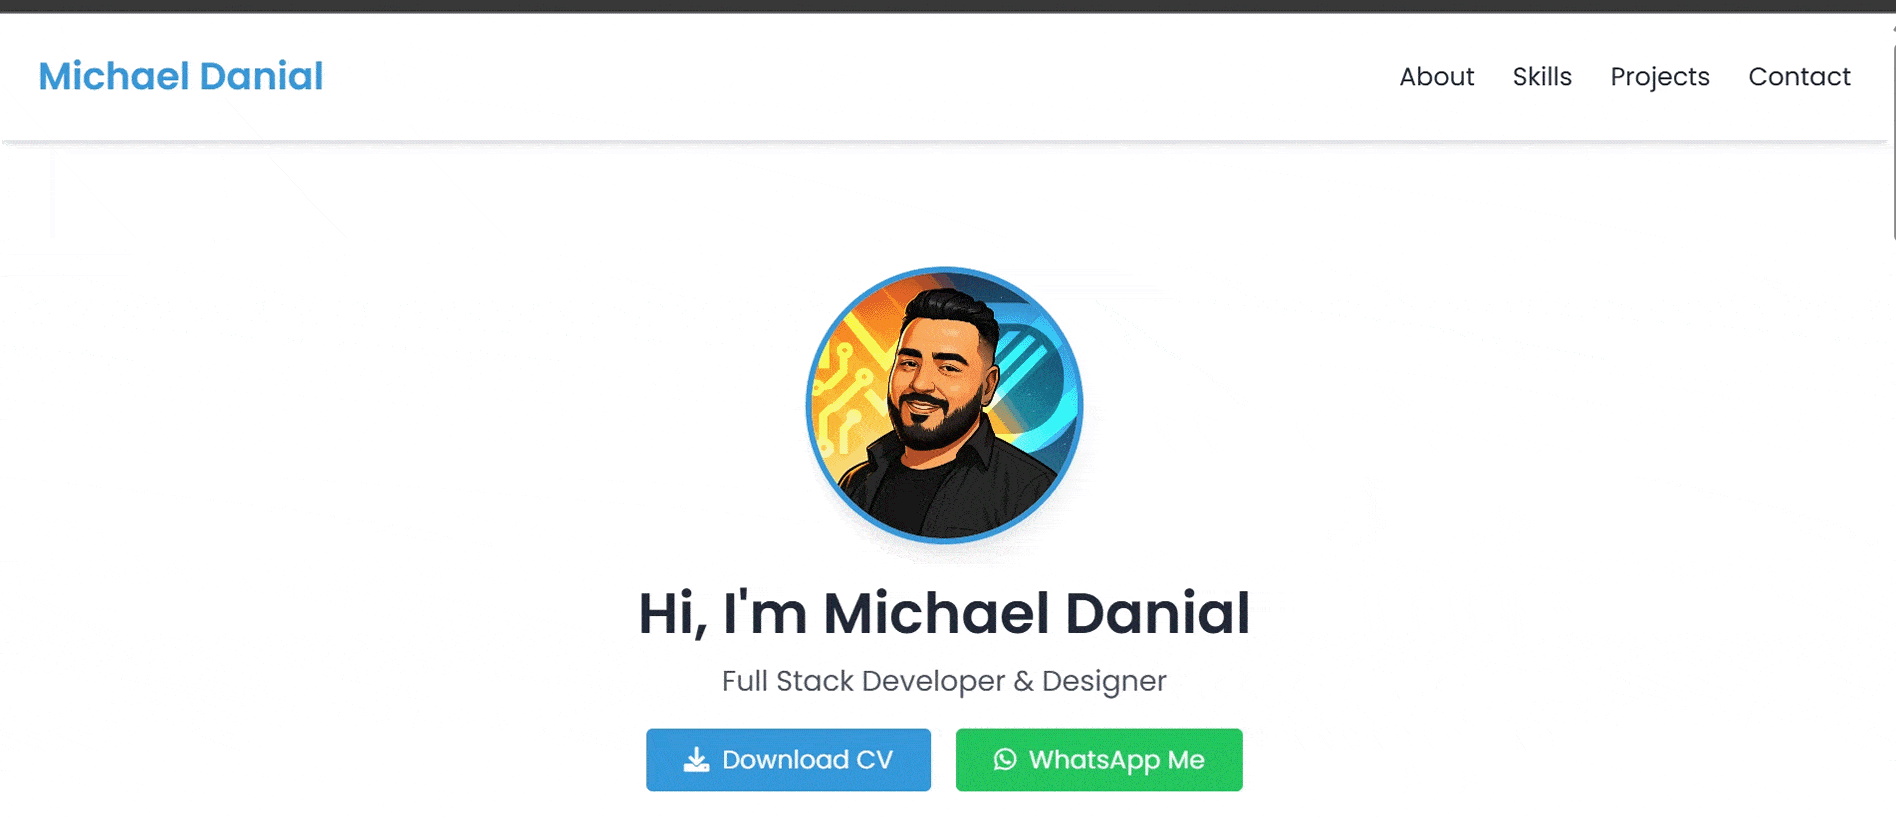 Michael Danial
About Skills Projects Contact
Hi, I'm Michael Danial
Full Stack Developer & Designer
Download CV
WhatsApp Me